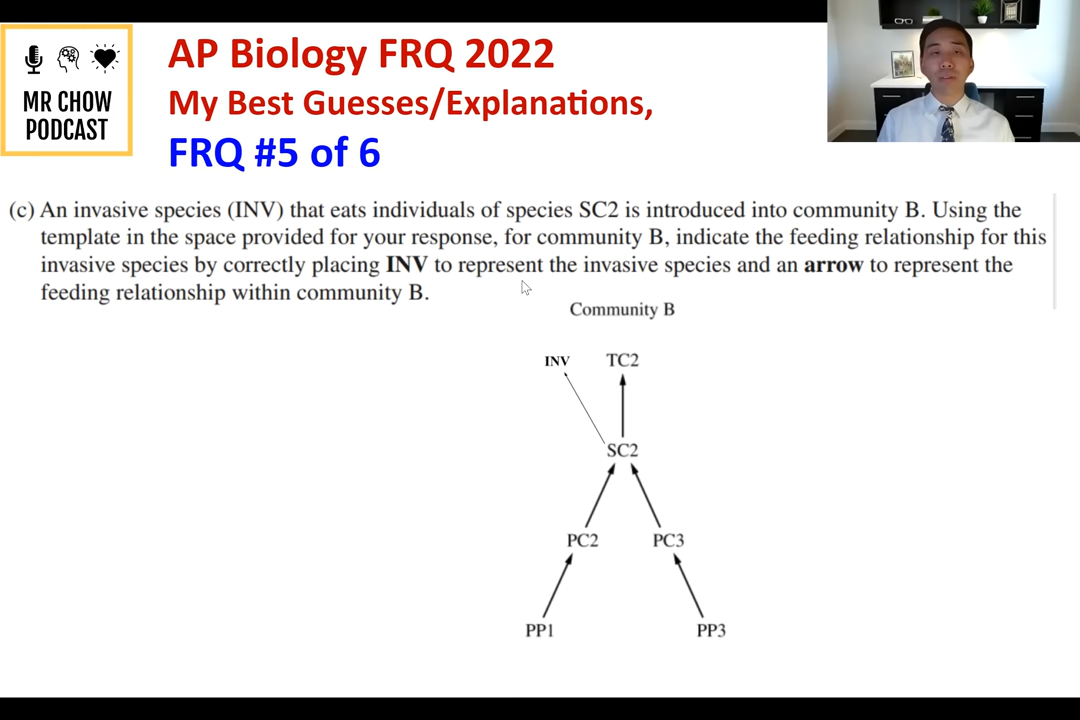 MR CHOW
PODCAST
AP Biology FRQ 2022
My Best Guesses/Explanations,
FRQ #5 of 6
(c) An invasive species (INV) that eats individuals of species SC2 is introduced into community B. Using the
template in the space provided for your response, for community B, indicate the feeding relationship for this
invasive species by correctly placing INV to represent the invasive species and an arrow to represent the
feeding relationship within community B.
Community B
INV TC2
SC2
PC2 PC3
PP1 PP3